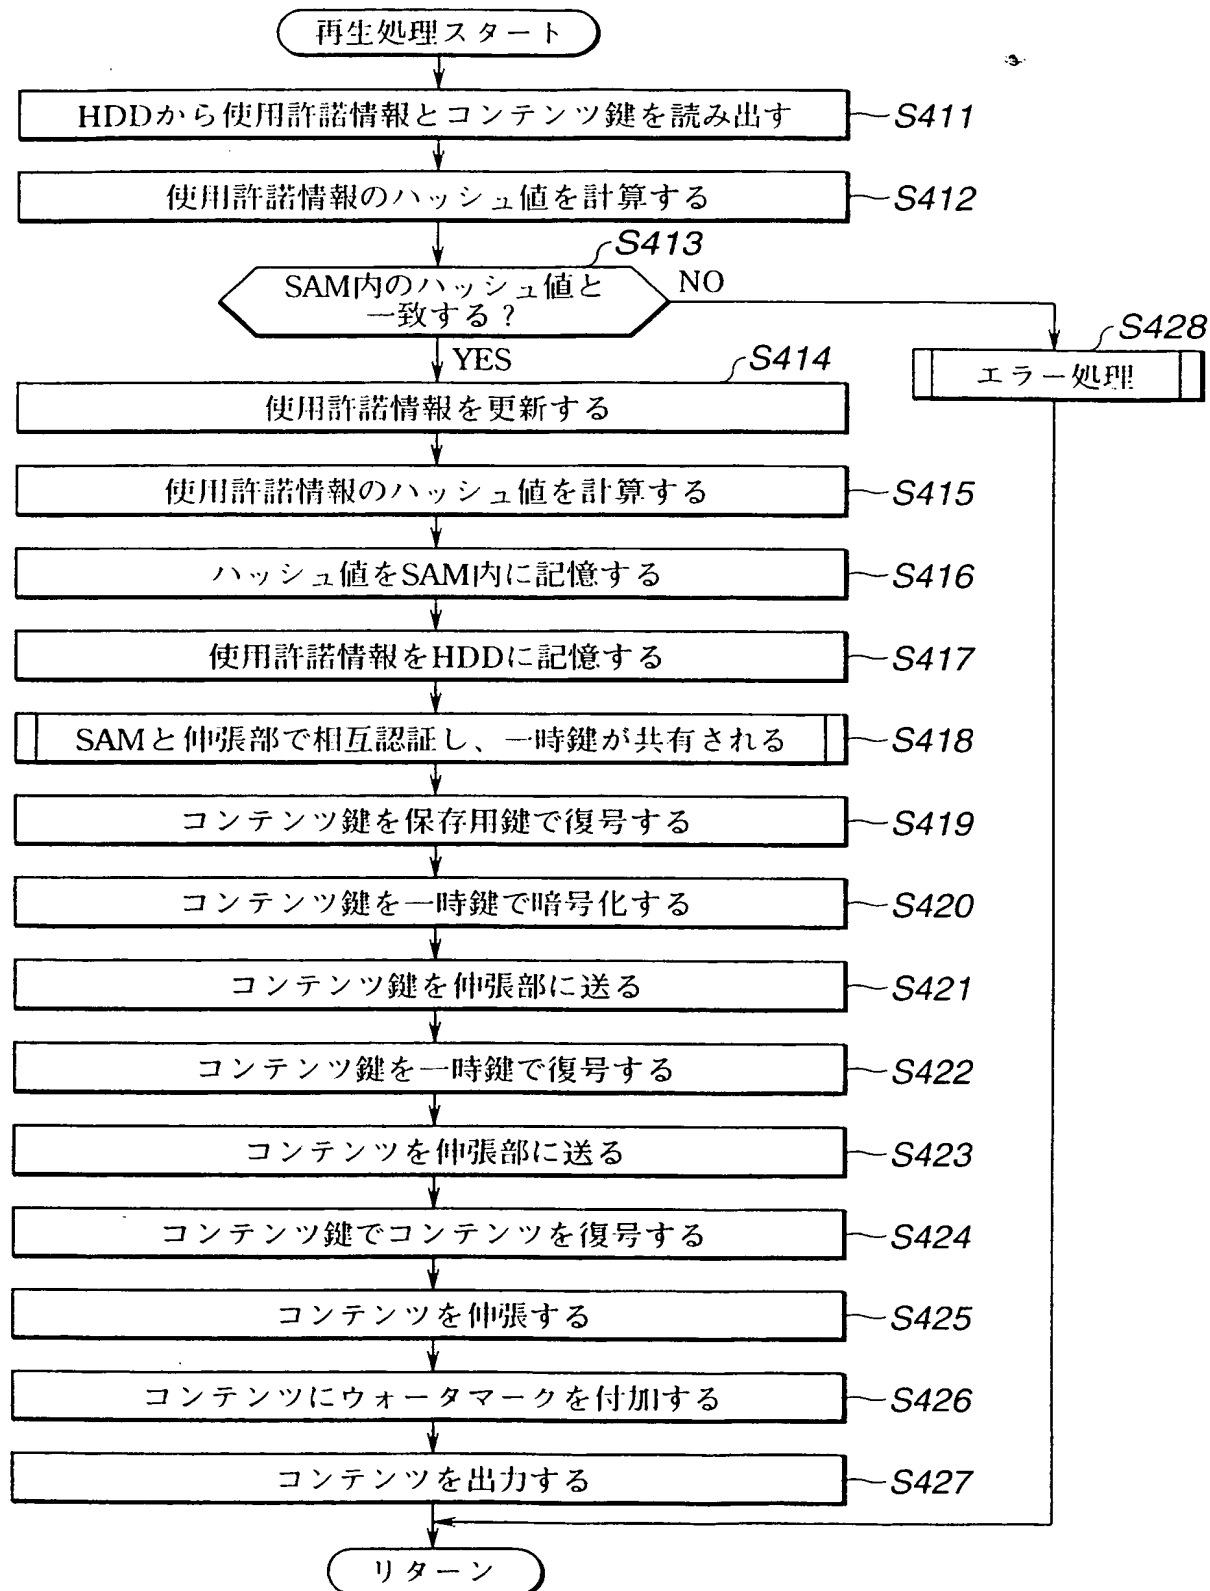 再生処理スタート
HDDから使用許諾情報とコンテンツ鍵を読み出す
S411
使用許諾情報のハッシュ値を計算する
S412
S413
SAM内のハッシュ値と
一致する?
NO
YES
S428
エラー処理
S414
使用許諾情報を更新する
使用許諾情報のハッシュ値を計算する
S415
ハッシュ値をSAM内に記憶する
S416
使用許諾情報をHDDに記憶する
S417
SAMと伸張部で相互認証し、一時鍵が共有される
S418
コンテンツ鍵を保存用鍵で復号する
S419
コンテンツ鍵を一時鍵で暗号化する
S420
コンテンツ鍵を伸張部に送る
S421
コンテンツ鍵を一時鍵で復号する
S422
コンテンツを伸張部に送る
S423
コンテンツ鍵でコンテンツを復号する
S424
コンテンツを伸張する
S425
コンテンツにウォータマークを付加する
S426
コンテンツを出力する
S427
リターン